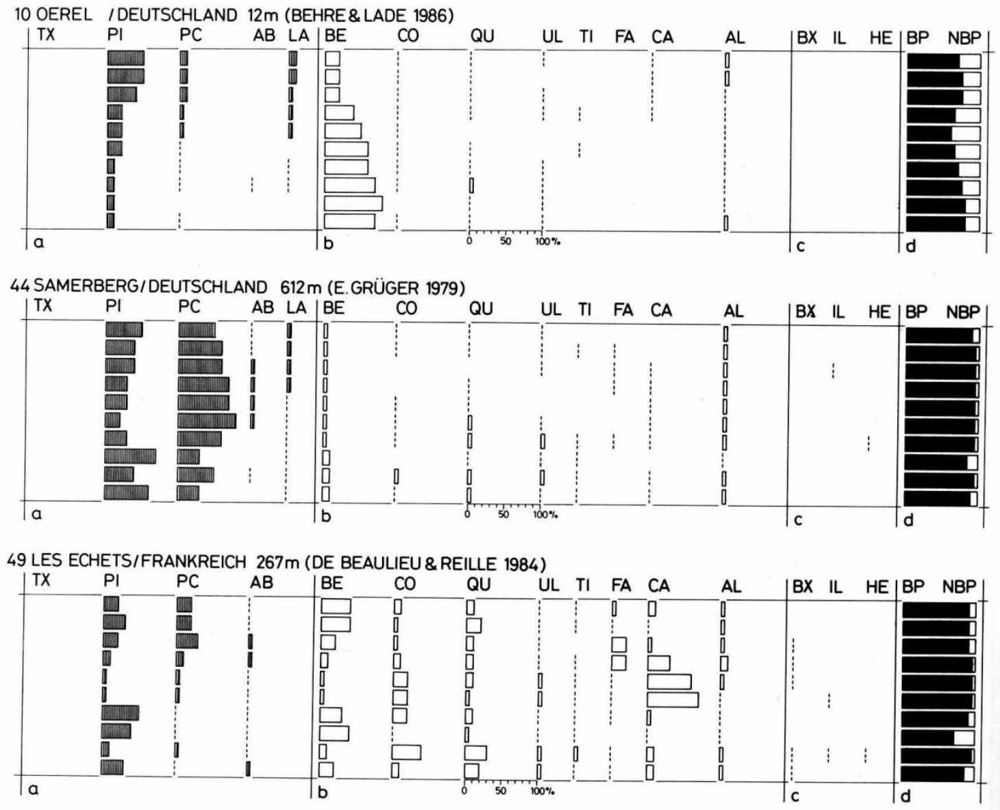 10 OEREL /DEUTSCHLAND 12m (BEHRE & LADE 1986)
TX PI PC AB LA BE CO QU UL TI FA CA AL BX IL HE BP NBP
0 50 100%
a b c d
44 SAMERBERG/DEUTSCHLAND 612m (E. GRÜGER 1979)
TX PI PC AB LA BE CO QU UL TI FA CA AL BX IL HE BP NBP
0 50 100%
a b c d
49 LES ECHETS/FRANKREICH 267m (DE BEAULIEU & REILLE 1984)
TX PI PC AB BE CO QU UL TI FA CA AL BX IL HE BP NBP
0 50 100%
a b c d